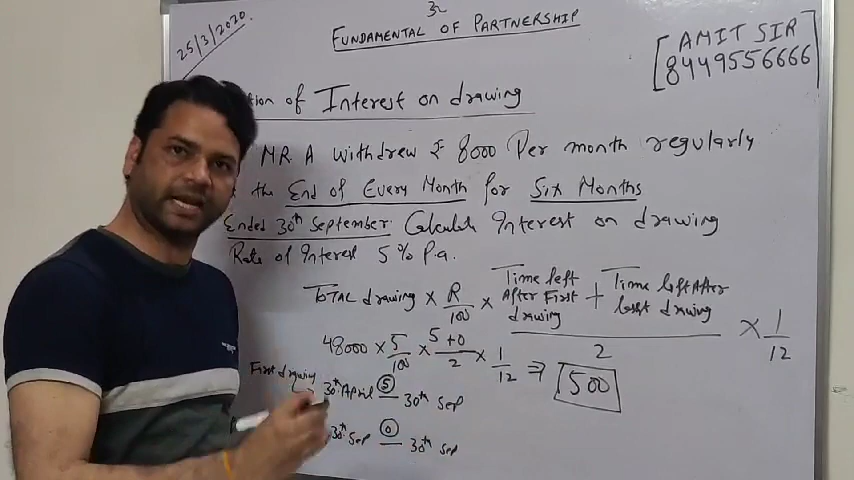 25/3/2020.
FUNDAMENTAL OF PARTNERSHIP
[AMIT SIR
8449556666]
tion of Interest on drawing
MR. A withdrew ₹ 8000 Per month regularly
the End of Every Month for Six Months
Ended 30th September. Calculate Interest on drawing
Rate of Interest 5% P.a.
Total drawing × R/100 × (Time left After First drawing + Time left After last drawing)/2 × 1/12
48000 × 5/100 × (5+0)/2 × 1/12 ⇒ 500
First drawing
30th April (5) — 30th Sep
30th Sep (0) — 30th Sep